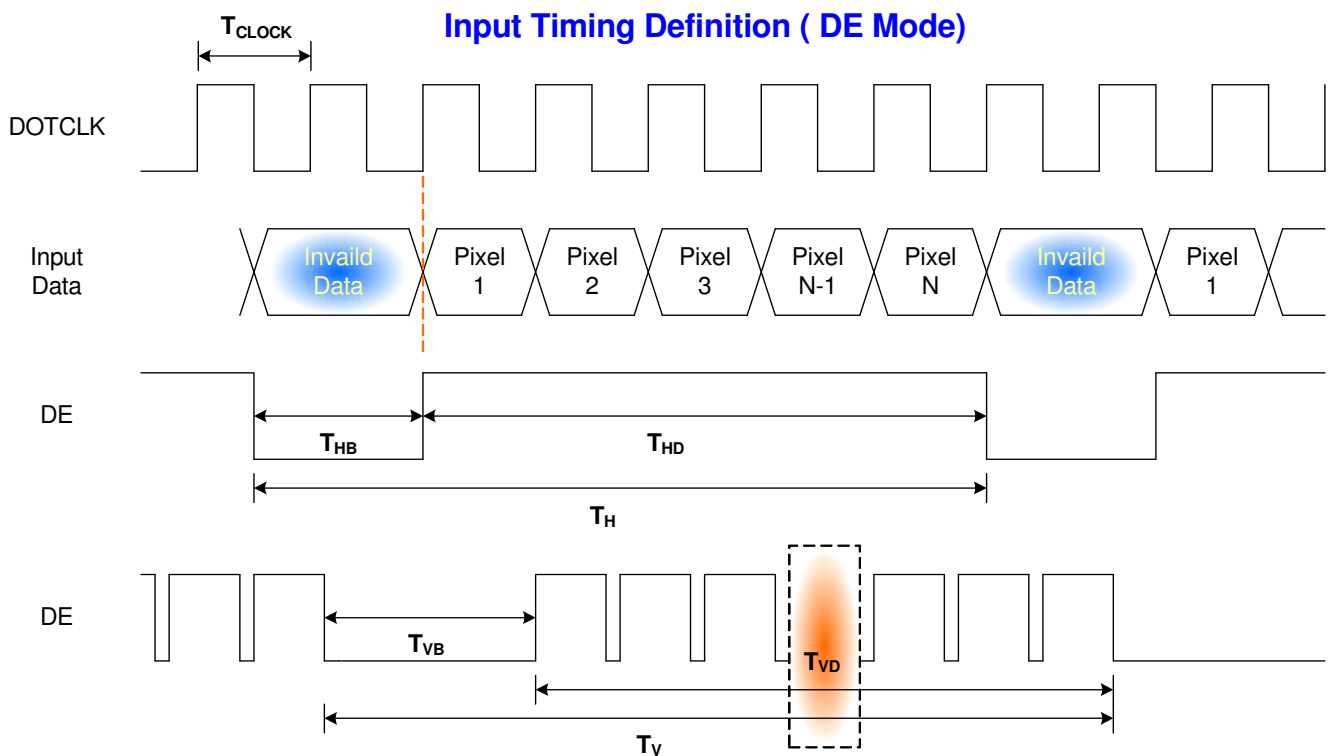 Input Timing Definition ( DE Mode)
TCLOCK
DOTCLK
Input
Data
Invaild
Data
Pixel
1
Pixel
2
Pixel
3
Pixel
N-1
Pixel
N
Invaild
Data
Pixel
1
DE
THB
THD
TH
DE
TVB
TVD
TV